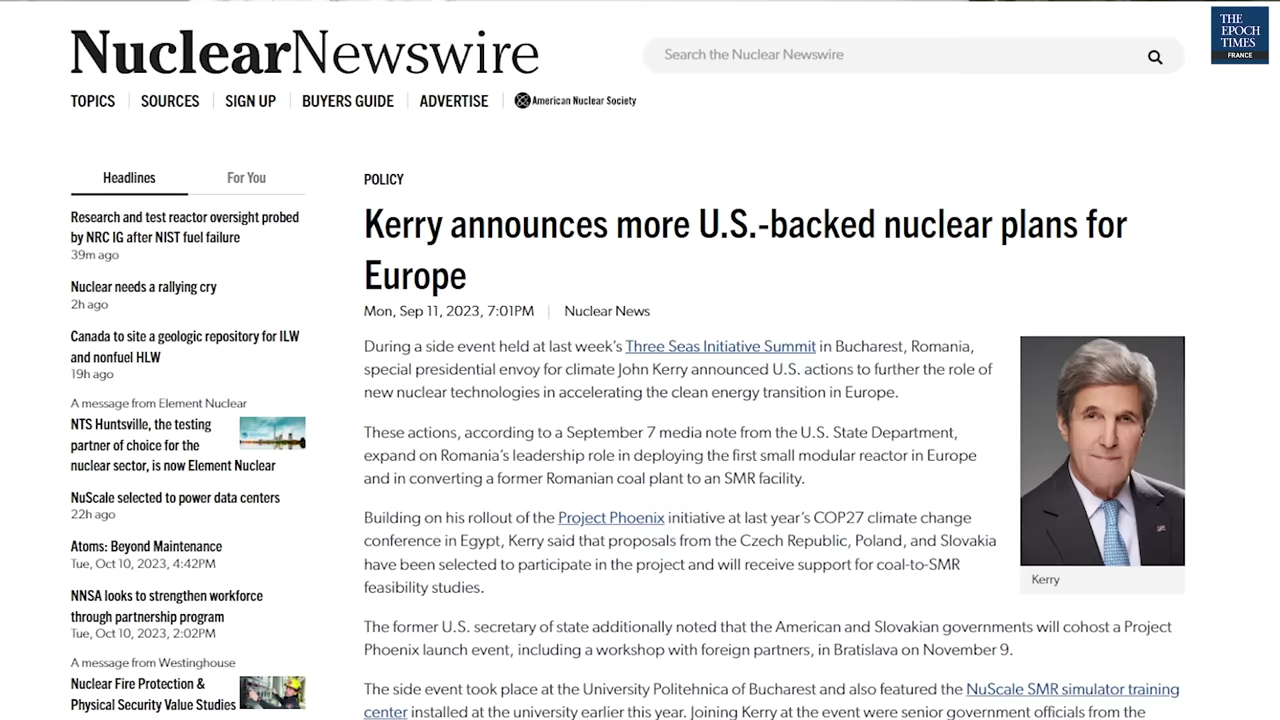 THE
EPOCH
TIMES
FRANCE
NuclearNewswire
Search the Nuclear Newswire
TOPICS
SOURCES
SIGN UP
BUYERS GUIDE
ADVERTISE
American Nuclear Society
Headlines
For You
Research and test reactor oversight probed
by NRC IG after NIST fuel failure
39m ago
Nuclear needs a rallying cry
2h ago
Canada to site a geologic repository for ILW
and nonfuel HLW
19h ago
A message from Element Nuclear
NTS Huntsville, the testing
partner of choice for the
nuclear sector, is now Element Nuclear
NuScale selected to power data centers
22h ago
Atoms: Beyond Maintenance
Tue, Oct 10, 2023, 4:42PM
NNSA looks to strengthen workforce
through partnership program
Tue, Oct 10, 2023, 2:02PM
A message from Westinghouse
Nuclear Fire Protection &
Physical Security Value Studies
POLICY
Kerry announces more U.S.-backed nuclear plans for
Europe
Mon, Sep 11, 2023, 7:01PM
Nuclear News
During a side event held at last week's Three Seas Initiative Summit in Bucharest, Romania,
special presidential envoy for climate John Kerry announced U.S. actions to further the role of
new nuclear technologies in accelerating the clean energy transition in Europe.
These actions, according to a September 7 media note from the U.S. State Department,
expand on Romania's leadership role in deploying the first small modular reactor in Europe
and in converting a former Romanian coal plant to an SMR facility.
Building on his rollout of the Project Phoenix initiative at last year's COP27 climate change
conference in Egypt, Kerry said that proposals from the Czech Republic, Poland, and Slovakia
have been selected to participate in the project and will receive support for coal-to-SMR
feasibility studies.
Kerry
The former U.S. secretary of state additionally noted that the American and Slovakian governments will cohost a Project
Phoenix launch event, including a workshop with foreign partners, in Bratislava on November 9.
The side event took place at the University Politehnica of Bucharest and also featured the NuScale SMR simulator training
center installed at the university earlier this year. Joining Kerry at the event were senior government officials from the